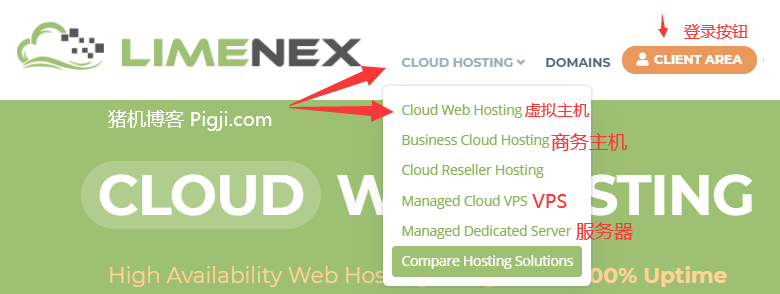 LIMENEX
CLOUD HOSTING
DOMAINS
登录按钮
CLIENT AREA
猪机博客 Pigji.com
Cloud Web Hosting 虚拟主机
Business Cloud Hosting 商务主机
Cloud Reseller Hosting
Managed Cloud VPS VPS
Managed Dedicated Server 服务器
Compare Hosting Solutions
CLOUD W STING
High Availability Web Hos 00% Uptime